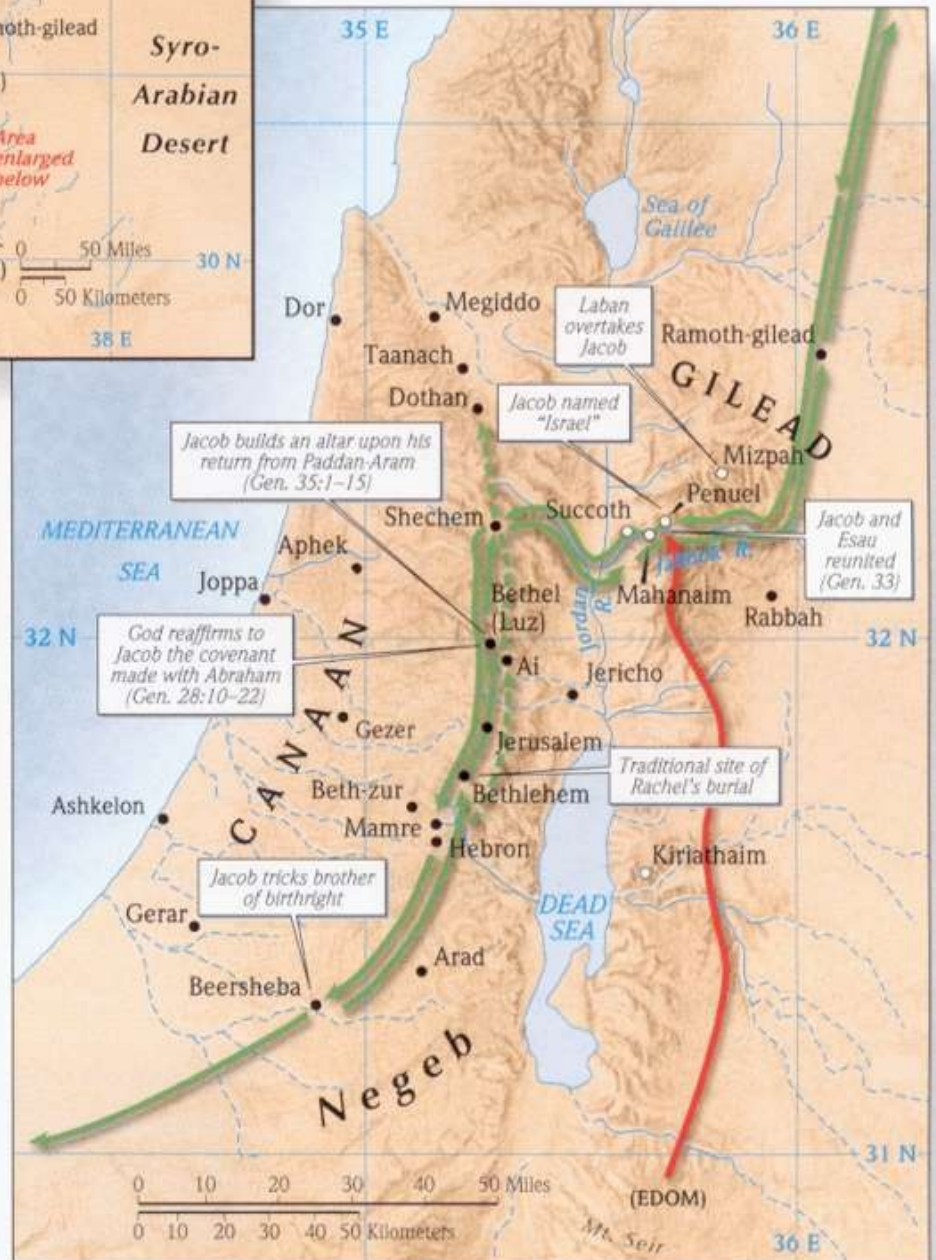 Syro-
Arabian
Desert
Area
enlarged
below
0 50 Miles
0 50 Kilometers
30 N
38 E
35 E
36 E
Sea of
Galilee
Dor
Megiddo
Laban
overtakes
Jacob
Ramoth-gilead
Taanach
GILEAD
Dothan
Jacob named
"Israel"
Jacob builds an altar upon his
return from Paddan-Aram
(Gen. 35:1–15)
Mizpah
Penuel
Shechem
Succoth
Jacob and
Esau
reunited
(Gen. 33)
MEDITERRANEAN
SEA
Aphek
Jabbok R.
Joppa
Bethel
(Luz)
Jordan
R.
Mahanaim
Rabbah
32 N
32 N
God reaffirms to
Jacob the covenant
made with Abraham
(Gen. 28:10–22)
Ai
Jericho
CANAAN
Gezer
Jerusalem
Traditional site of
Rachel's burial
Beth-zur
Bethlehem
Ashkelon
Mamre
Hebron
Kiriathaim
Jacob tricks brother
of birthright
DEAD
SEA
Gerar
Arad
Beersheba
Negeb
31 N
0 10 20 30 40 50 Miles
0 10 20 30 40 50 Kilometers
(EDOM)
Mt. Seir
36 E